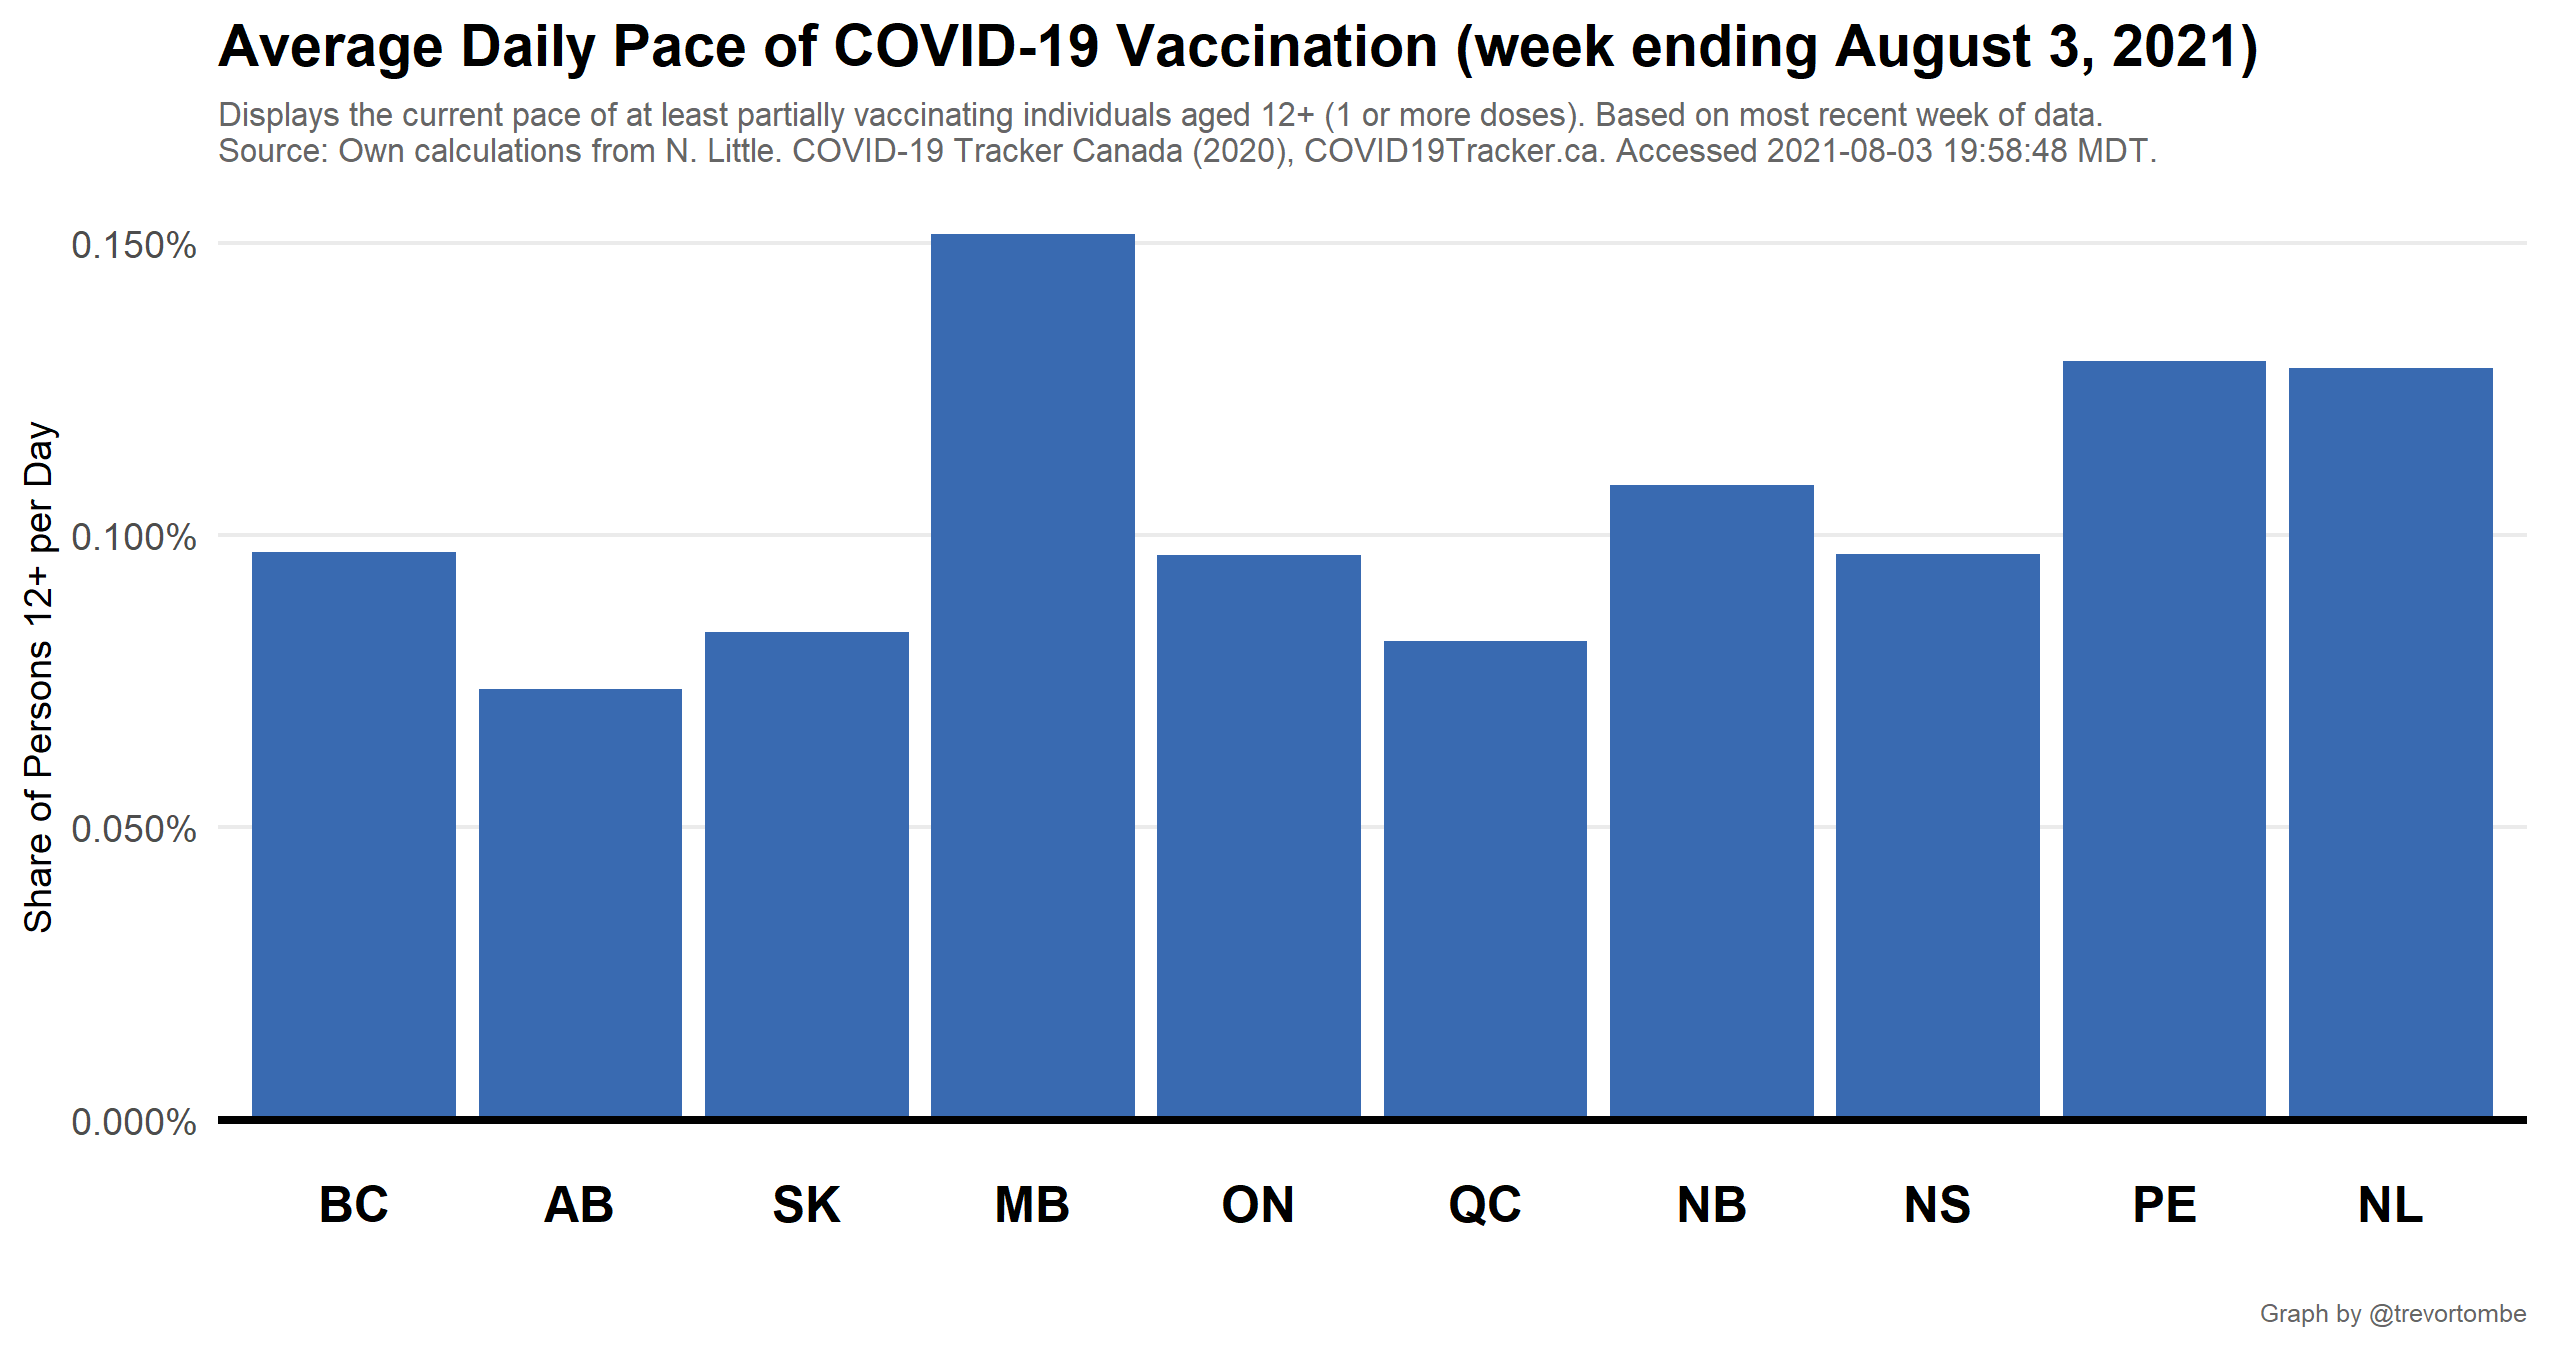 Average Daily Pace of COVID-19 Vaccination (week ending August 3, 2021)
Displays the current pace of at least partially vaccinating individuals aged 12+ (1 or more doses). Based on most recent week of data.
Source: Own calculations from N. Little. COVID-19 Tracker Canada (2020), COVID19Tracker.ca. Accessed 2021-08-03 19:58:48 MDT.
Share of Persons 12+ per Day
0.150%
0.100%
0.050%
0.000%
BC AB SK MB ON QC NB NS PE NL
Graph by @trevortombe